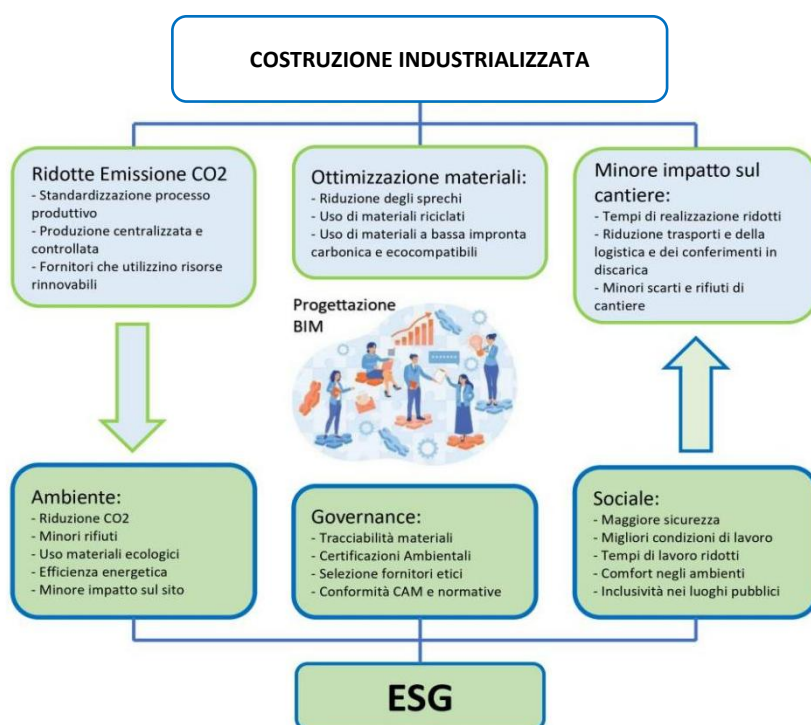 COSTRUZIONE INDUSTRIALIZZATA
Ridotte Emissione CO2
- Standardizzazione processo
produttivo
- Produzione centralizzata e
controllata
- Fornitori che utilizzino risorse
rinnovabili
Ottimizzazione materiali:
- Riduzione degli sprechi
- Uso di materiali riciclati
- Uso di materiali a bassa impronta
carbonica e ecocompatibili
Minore impatto sul
cantiere:
- Tempi di realizzazione ridotti
- Riduzione trasporti e della
logistica e dei conferimenti in
discarica
- Minori scarti e rifiuti di
cantiere
Progettazione
BIM
Ambiente:
- Riduzione CO2
- Minori rifiuti
- Uso materiali ecologici
- Efficienza energetica
- Minore impatto sul sito
Governance:
- Tracciabilità materiali
- Certificazioni Ambientali
- Selezione fornitori etici
- Conformità CAM e normative
Sociale:
- Maggiore sicurezza
- Migliori condizioni di lavoro
- Tempi di lavoro ridotti
- Comfort negli ambienti
- Inclusività nei luoghi pubblici
ESG